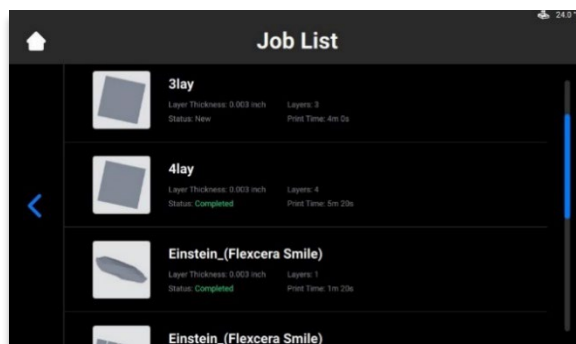 24.0
Job List
3lay
Layer Thickness: 0.003 inch Layers: 3
Status: New Print Time: 4m 0s
4lay
Layer Thickness: 0.003 inch Layers: 4
Status: Completed Print Time: 5m 20s
Einstein_(Flexcera Smile)
Layer Thickness: 0.003 inch Layers: 1
Status: Completed Print Time: 1m 20s
Einstein_(Flexcera Smile)